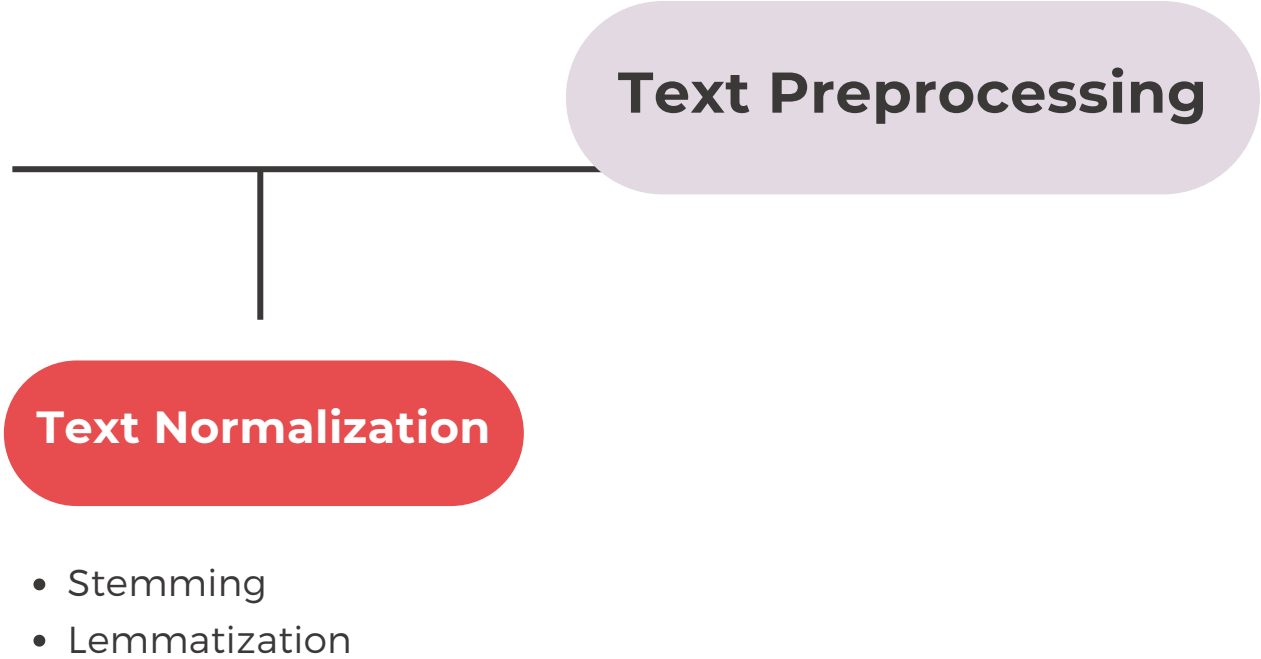 Text Preprocessing
Text Normalization
• Stemming
• Lemmatization